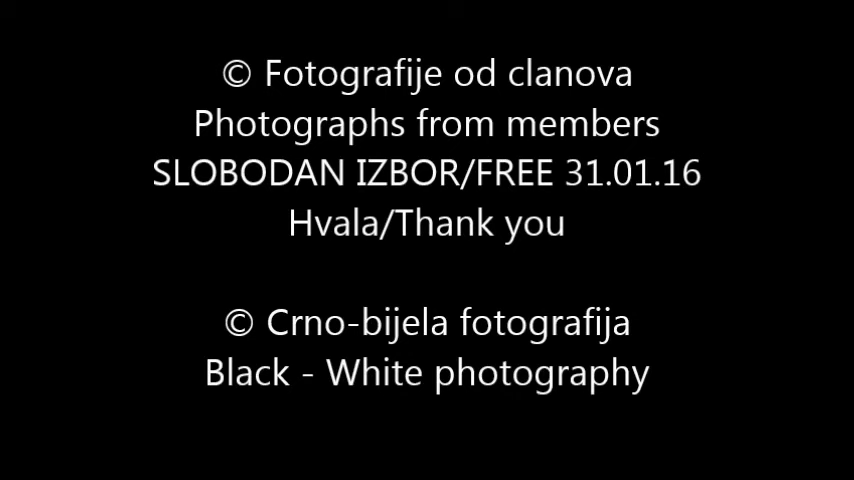 © Fotografije od clanova
Photographs from members
SLOBODAN IZBOR/FREE 31.01.16
Hvala/Thank you
© Crno-bijela fotografija
Black - White photography